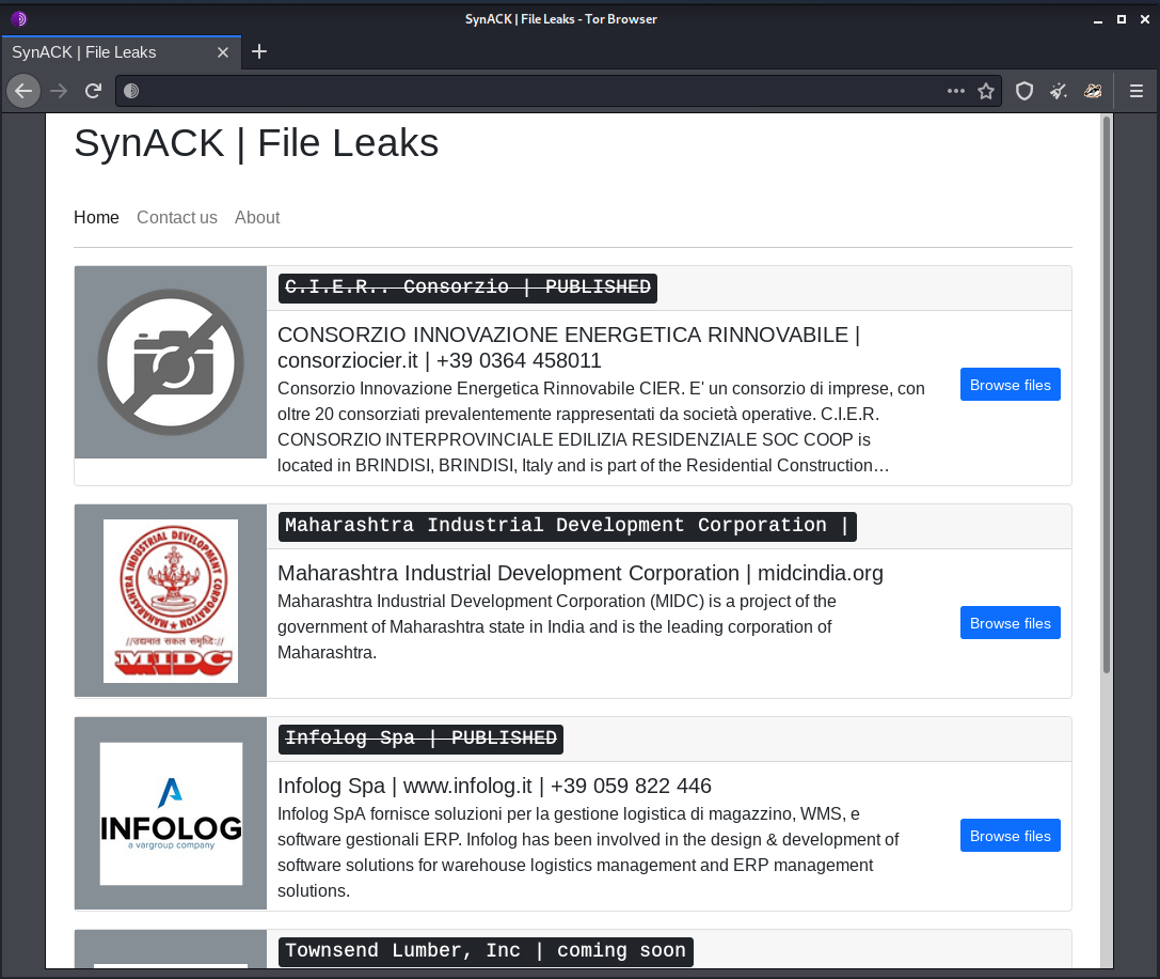 SynACK | File Leaks - Tor Browser
SynACK | File Leaks
SynACK | File Leaks
Home Contact us About
C.I.E.R.. Consorzio | PUBLISHED
CONSORZIO INNOVAZIONE ENERGETICA RINNOVABILE |
consorziocier.it | +39 0364 458011
Consorzio Innovazione Energetica Rinnovabile CIER. E' un consorzio di imprese, con
oltre 20 consorziati prevalentemente rappresentati da società operative. C.I.E.R.
CONSORZIO INTERPROVINCIALE EDILIZIA RESIDENZIALE SOC COOP is
located in BRINDISI, BRINDISI, Italy and is part of the Residential Construction…
Browse files
MAHARASHTRA INDUSTRIAL DEVELOPMENT CORPORATION
//उद्यमात सकल समृध्दिः//
MIDC
Maharashtra Industrial Development Corporation |
Maharashtra Industrial Development Corporation | midcindia.org
Maharashtra Industrial Development Corporation (MIDC) is a project of the
government of Maharashtra state in India and is the leading corporation of
Maharashtra.
Browse files
INFOLOG
a vargroup company
Infolog Spa | PUBLISHED
Infolog Spa | www.infolog.it | +39 059 822 446
Infolog SpA fornisce soluzioni per la gestione logistica di magazzino, WMS, e
software gestionali ERP. Infolog has been involved in the design & development of
software solutions for warehouse logistics management and ERP management
solutions.
Browse files
Townsend Lumber, Inc | coming soon